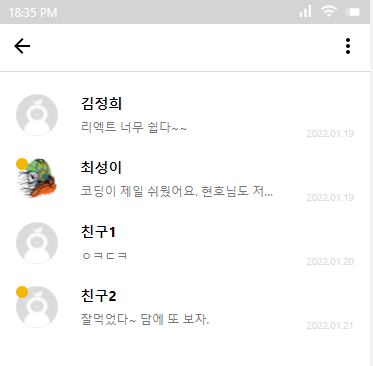 18:35 PM
김정희
리엑트 너무 쉽다~~
2022.01.19
최성이
코딩이 제일 쉬웠어요. 현호님도 저...
2022.01.19
친구1
ㅇㅋㄷㅋ
2022.01.20
친구2
잘먹었다~ 담에 또 보자.
2022.01.21